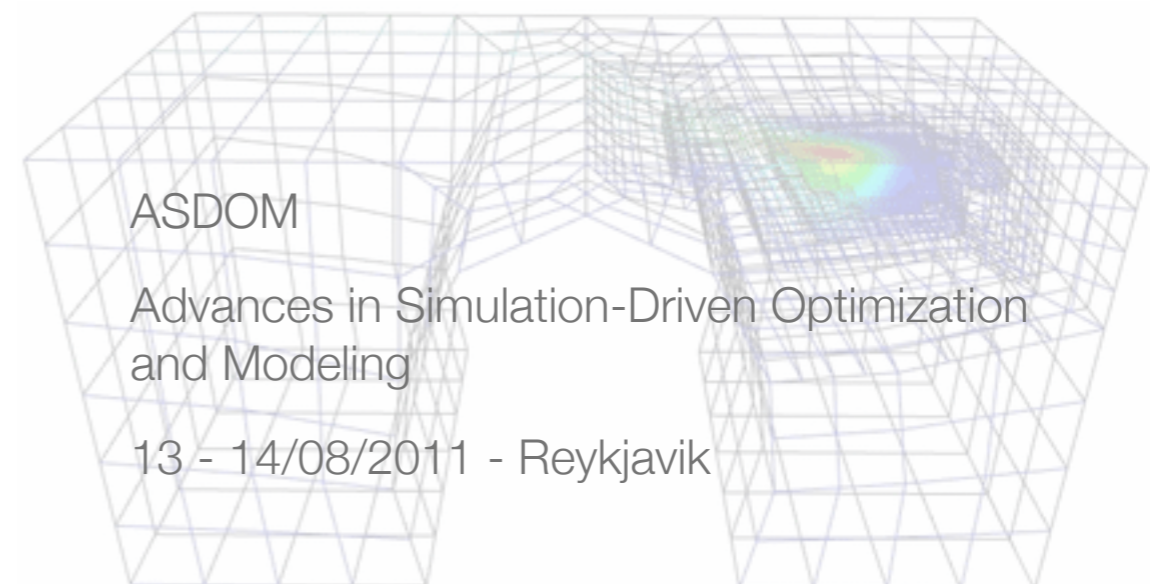 ASDOM
Advances in Simulation-Driven Optimization
and Modeling
13 - 14/08/2011 - Reykjavik